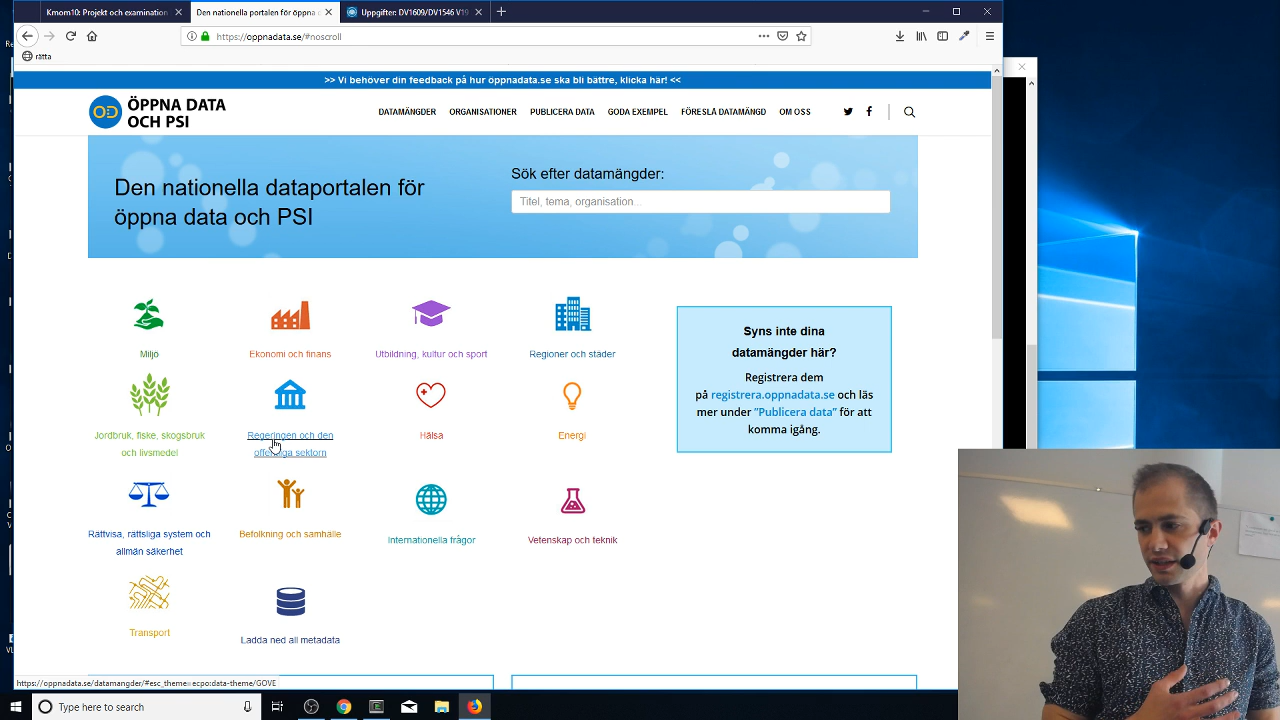 Kmom10: Projekt och examination
Den nationella portalen för öppna
Uppgifter: DV1609/DV1546 V19
https://oppnadata.se/#noscroll
rätta
>> Vi behöver din feedback på hur öppnadata.se ska bli bättre, klicka här! <<
ÖPPNA DATA
OCH PSI
DATAMÄNGDER ORGANISATIONER PUBLICERA DATA GODA EXEMPEL FÖRESLÅ DATAMÄNGD OM OSS
Den nationella dataportalen för
öppna data och PSI
Sök efter datamängder:
Titel, tema, organisation...
Miljö
Ekonomi och finans
Utbildning, kultur och sport
Regioner och städer
Jordbruk, fiske, skogsbruk
och livsmedel
Regeringen och den
offentliga sektorn
Hälsa
Energi
Rättvisa, rättsliga system och
allmän säkerhet
Befolkning och samhälle
Internationella frågor
Vetenskap och teknik
Transport
Ladda ned all metadata
Syns inte dina
datamängder här?
Registrera dem
på registrera.oppnadata.se och läs
mer under "Publicera data" för att
komma igång.
https://oppnadata.se/datamangder/#esc_theme=ecpo:data-theme/GOVE
Type here to search